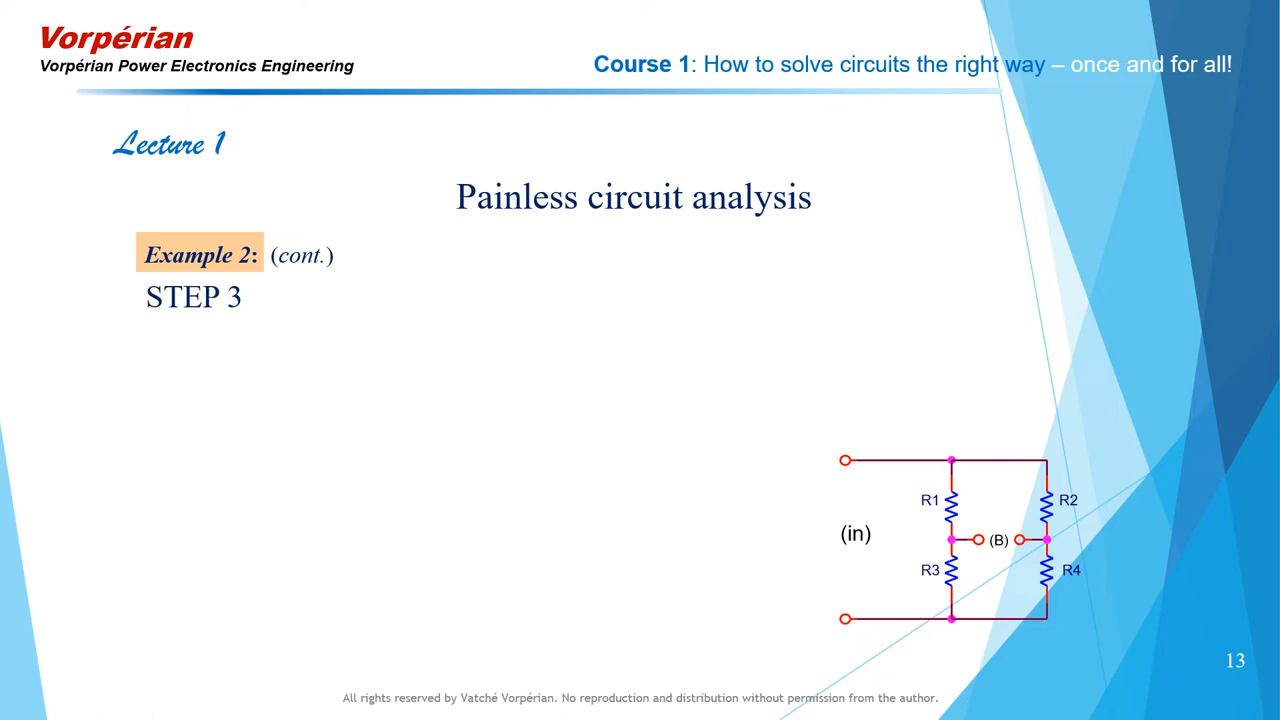 Vorpérian
Vorpérian Power Electronics Engineering
Course 1: How to solve circuits the right way – once and for all!
Lecture 1
Painless circuit analysis
Example 2: (cont.)
STEP 3
R1
R2
(in)
(B)
R3
R4
13
All rights reserved by Vatché Vorpérian. No reproduction and distribution without permission from the author.